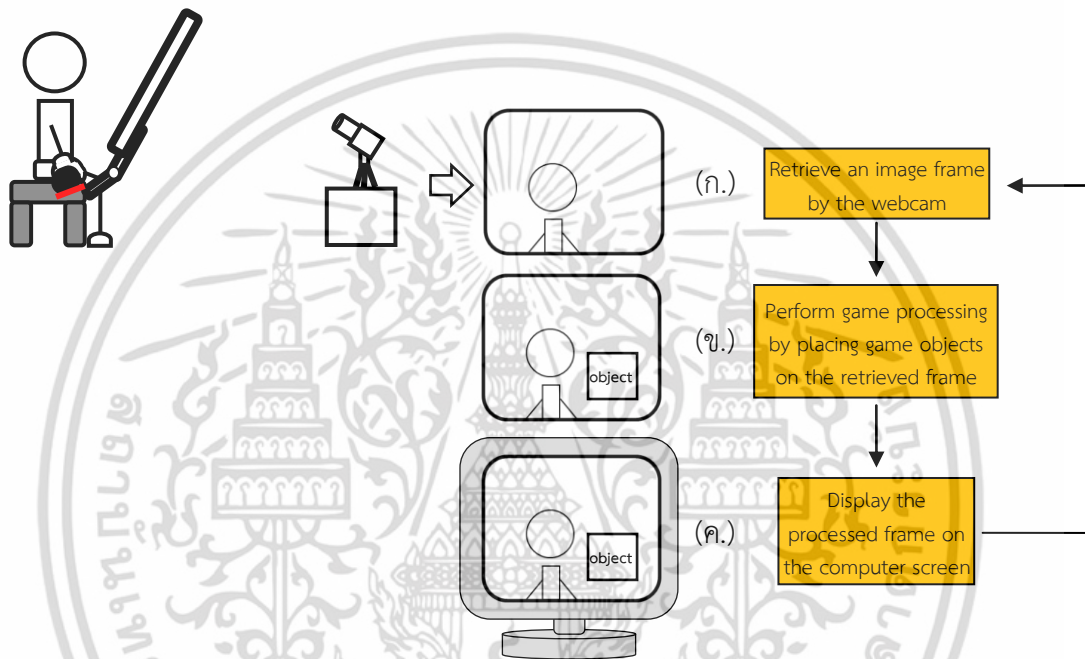 (ก.)
Retrieve an image frame
by the webcam
(ข.)
object
Perform game processing
by placing game objects
on the retrieved frame
(ค.)
object
Display the
processed frame on
the computer screen